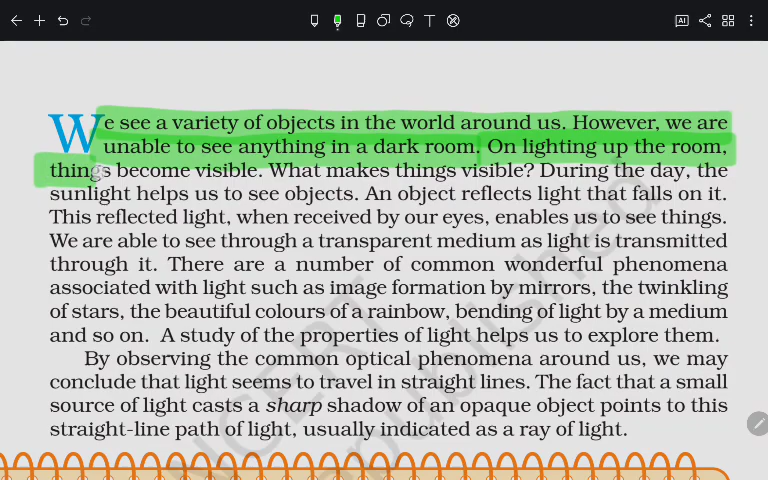 AI
T
We see a variety of objects in the world around us. However, we are
unable to see anything in a dark room. On lighting up the room,
things become visible. What makes things visible? During the day, the
sunlight helps us to see objects. An object reflects light that falls on it.
This reflected light, when received by our eyes, enables us to see things.
We are able to see through a transparent medium as light is transmitted
through it. There are a number of common wonderful phenomena
associated with light such as image formation by mirrors, the twinkling
of stars, the beautiful colours of a rainbow, bending of light by a medium
and so on. A study of the properties of light helps us to explore them.
By observing the common optical phenomena around us, we may
conclude that light seems to travel in straight lines. The fact that a small
source of light casts a sharp shadow of an opaque object points to this
straight-line path of light, usually indicated as a ray of light.
NCERT
republished